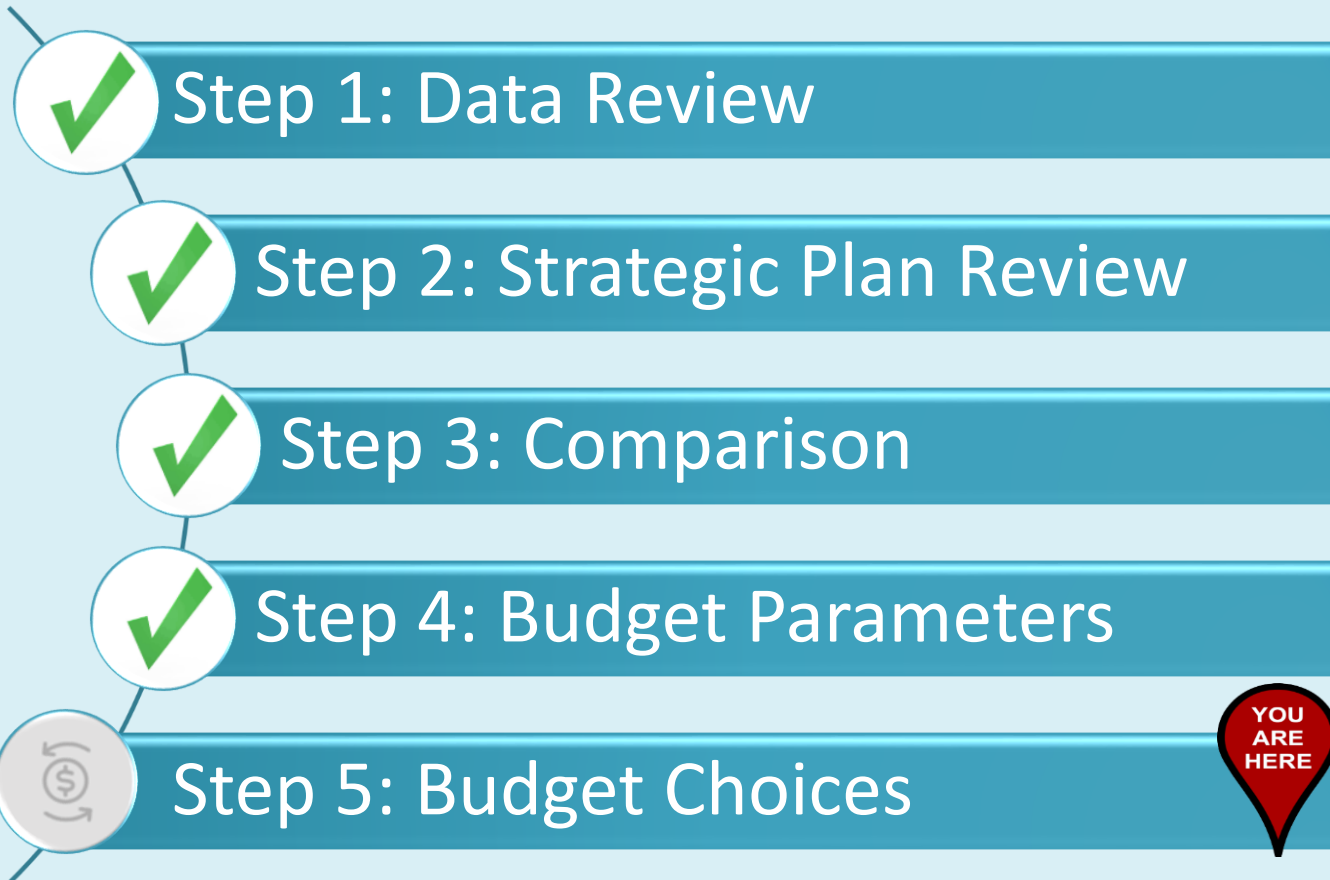 Step 1: Data Review
Step 2: Strategic Plan Review
Step 3: Comparison
Step 4: Budget Parameters
YOU
ARE
HERE
$
Step 5: Budget Choices